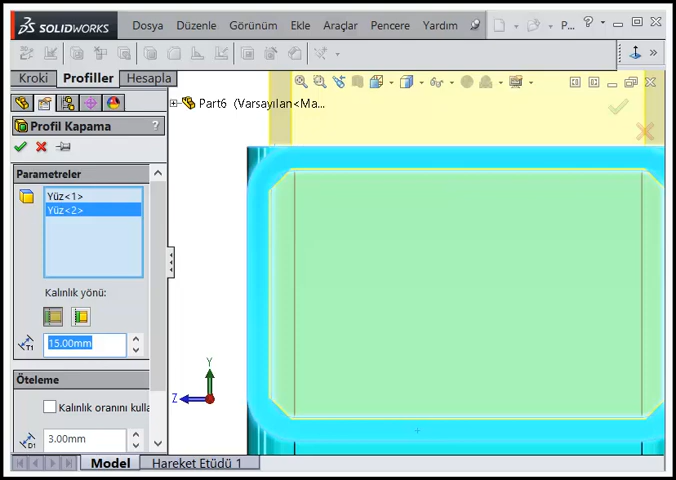 SOLIDWORKS Dosya Düzenle Görünüm Ekle Araçlar Pencere Yardım P... ?
Kroki Profiller Hesapla
Part6 (Varsayılan<Ma...
Profil Kapama ?
Parametreler
Yüz<1>
Yüz<2>
Kalınlık yönü:
T1 15.00mm
Öteleme
Kalınlık oranını kulla
D1 3.00mm
Y
Z
Model Hareket Etüdü 1